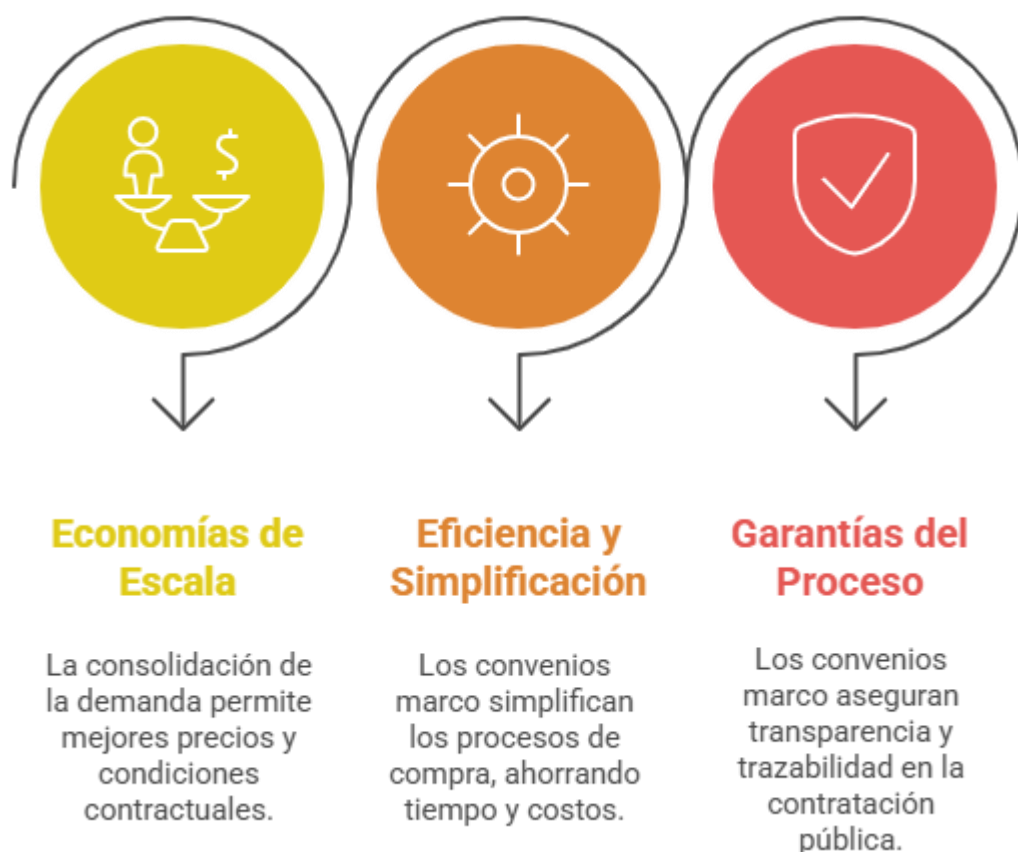 $
Economías de
Escala
La consolidación de
la demanda permite
mejores precios y
condiciones
contractuales.
Eficiencia y
Simplificación
Los convenios
marco simplifican
los procesos de
compra, ahorrando
tiempo y costos.
Garantías del
Proceso
Los convenios
marco aseguran
transparencia y
trazabilidad en la
contratación
pública.